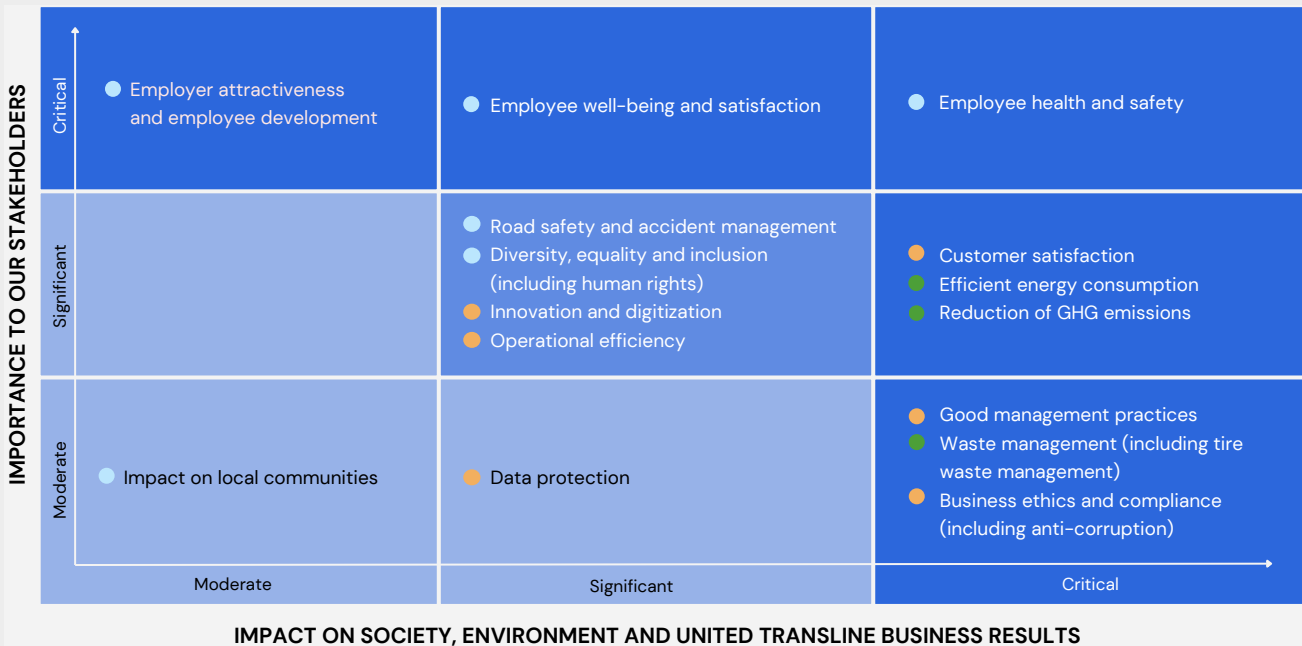 IMPORTANCE TO OUR STAKEHOLDERS
Critical
Employer attractiveness
and employee development
Employee well-being and satisfaction
Employee health and safety
Significant
Road safety and accident management
Diversity, equality and inclusion
(including human rights)
Innovation and digitization
Operational efficiency
Customer satisfaction
Efficient energy consumption
Reduction of GHG emissions
Moderate
Impact on local communities
Data protection
Good management practices
Waste management (including tire
waste management)
Business ethics and compliance
(including anti-corruption)
Moderate
Significant
Critical
IMPACT ON SOCIETY, ENVIRONMENT AND UNITED TRANSLINE BUSINESS RESULTS